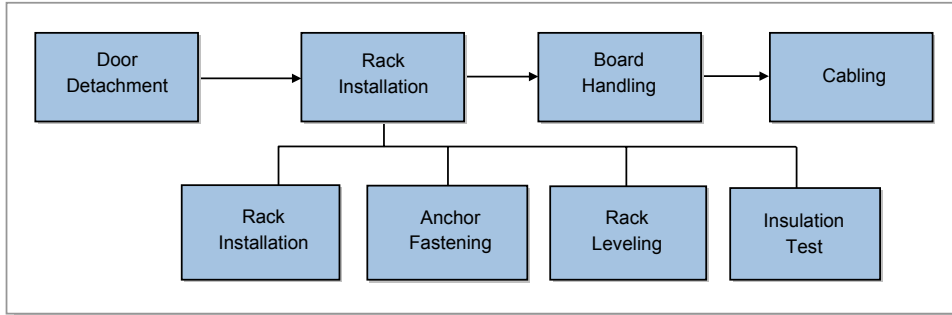 Door
Detachment
Rack
Installation
Board
Handling
Cabling
Rack
Installation
Anchor
Fastening
Rack
Leveling
Insulation
Test